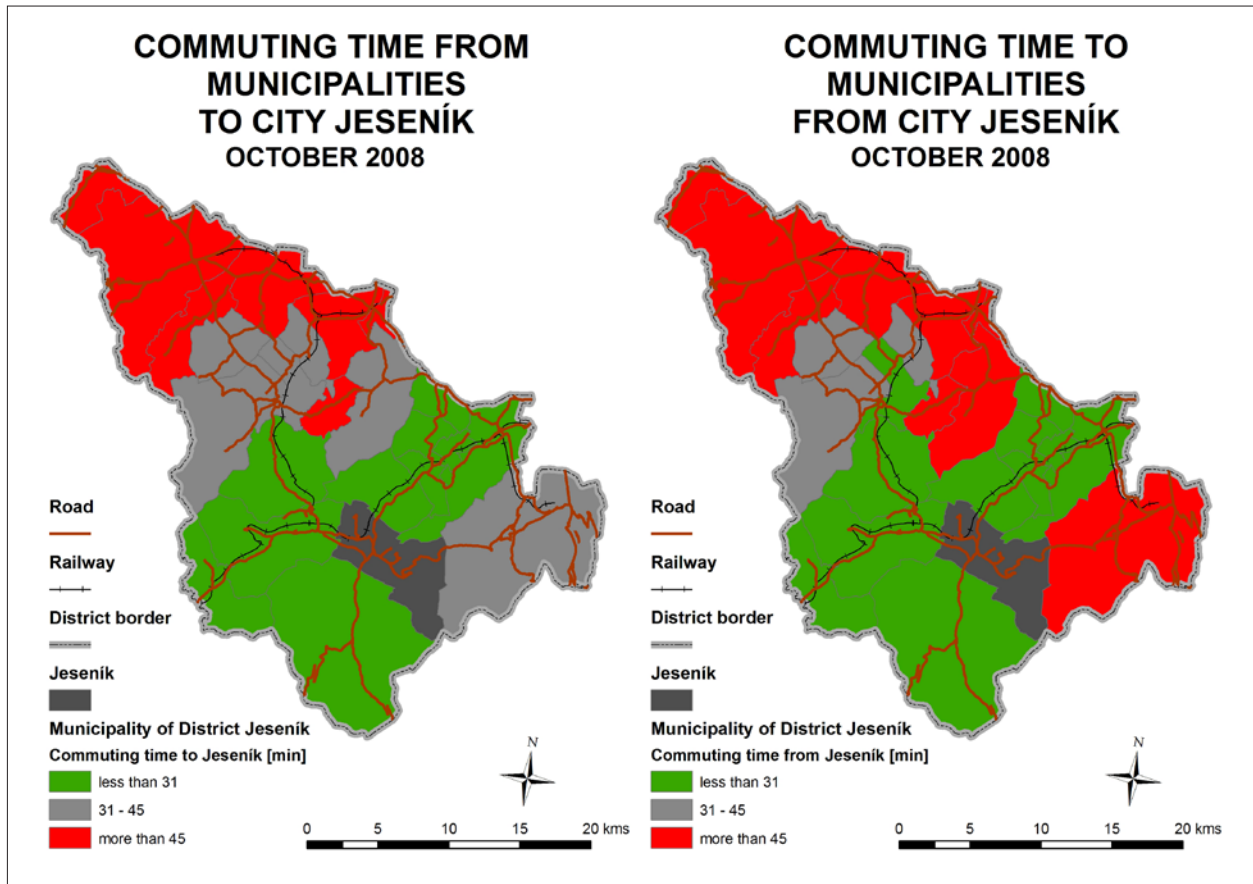 COMMUTING TIME FROM
MUNICIPALITIES
TO CITY JESENÍK
OCTOBER 2008
Road
Railway
District border
Jeseník
Municipality of District Jeseník
Commuting time to Jeseník [min]
less than 31
31 - 45
more than 45
N
0 5 10 15 20 kms
COMMUTING TIME TO
MUNICIPALITIES
FROM CITY JESENÍK
OCTOBER 2008
Road
Railway
District border
Jeseník
Municipality of District Jeseník
Commuting time from Jeseník [min]
less than 31
31 - 45
more than 45
N
0 5 10 15 20 kms